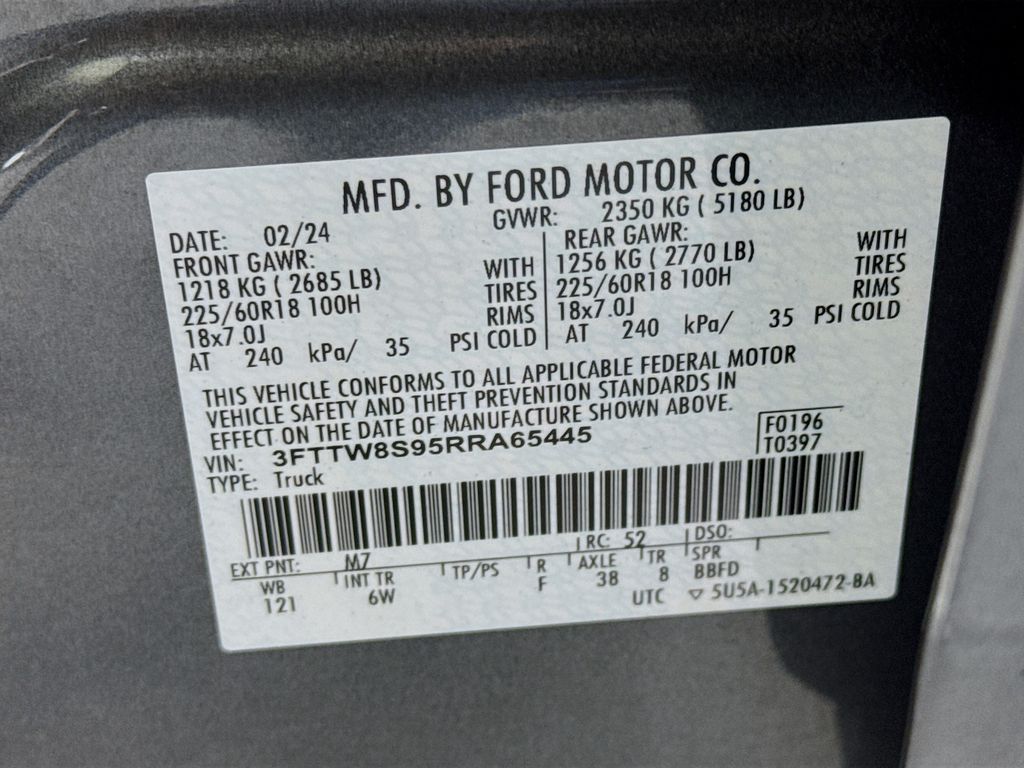 MFD. BY FORD MOTOR CO.
DATE: 02/24 GVWR: 2350 KG ( 5180 LB)
FRONT GAWR: REAR GAWR:
1218 KG ( 2685 LB) WITH 1256 KG ( 2770 LB) WITH
225/60R18 100H TIRES 225/60R18 100H TIRES
18x7.0J RIMS 18x7.0J RIMS
AT 240 kPa/ 35 PSI COLD AT 240 kPa/ 35 PSI COLD
THIS VEHICLE CONFORMS TO ALL APPLICABLE FEDERAL MOTOR
VEHICLE SAFETY AND THEFT PREVENTION STANDARDS IN
EFFECT ON THE DATE OF MANUFACTURE SHOWN ABOVE.
VIN: 3FTTW8S95RRA65445 F0196
TYPE: Truck T0397
EXT PNT: M7 RC: 52 DSO:
WB INT TR TP/PS R AXLE TR SPR
121 6W F 38 8 BBFD
UTC ▽ 5U5A-1520472-BA